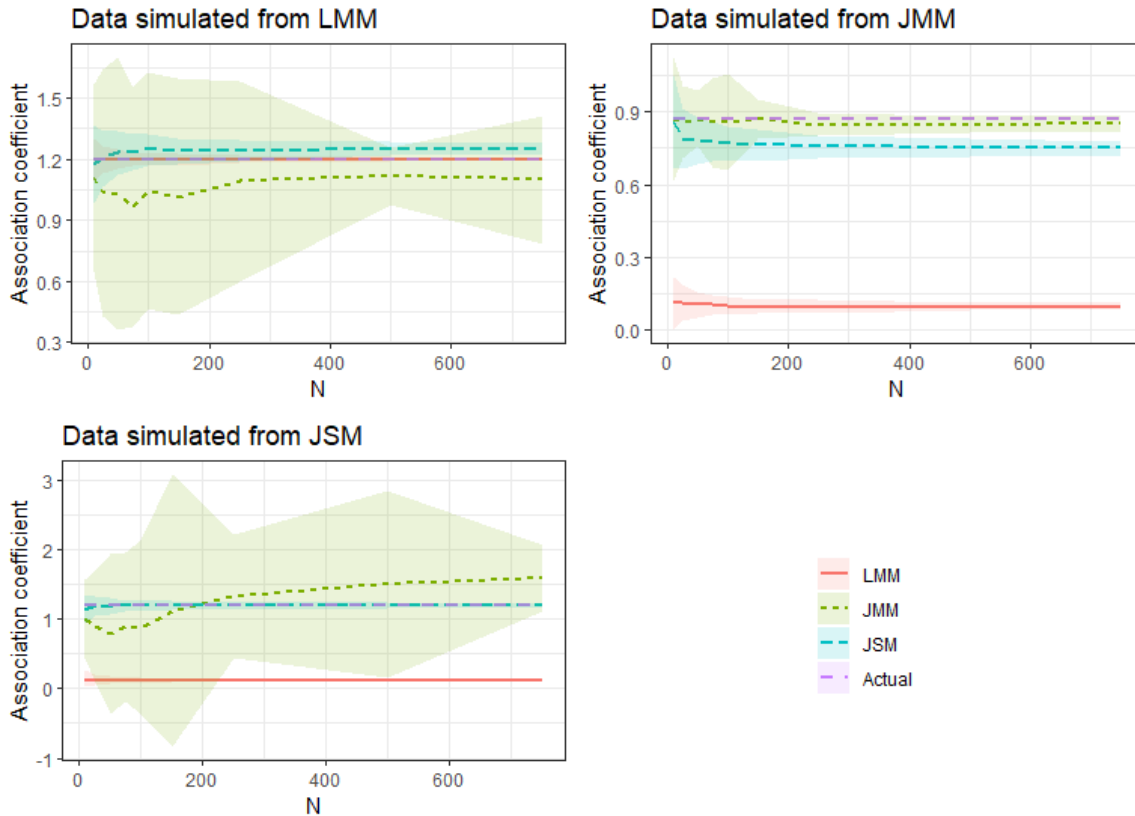 Data simulated from LMM
Association coefficient
1.5
1.2
0.9
0.6
0.3
0
200
400
600
N
Data simulated from JMM
Association coefficient
0.9
0.6
0.3
0.0
0
200
400
600
N
Data simulated from JSM
Association coefficient
3
2
1
0
-1
0
200
400
600
N
LMM
JMM
JSM
Actual